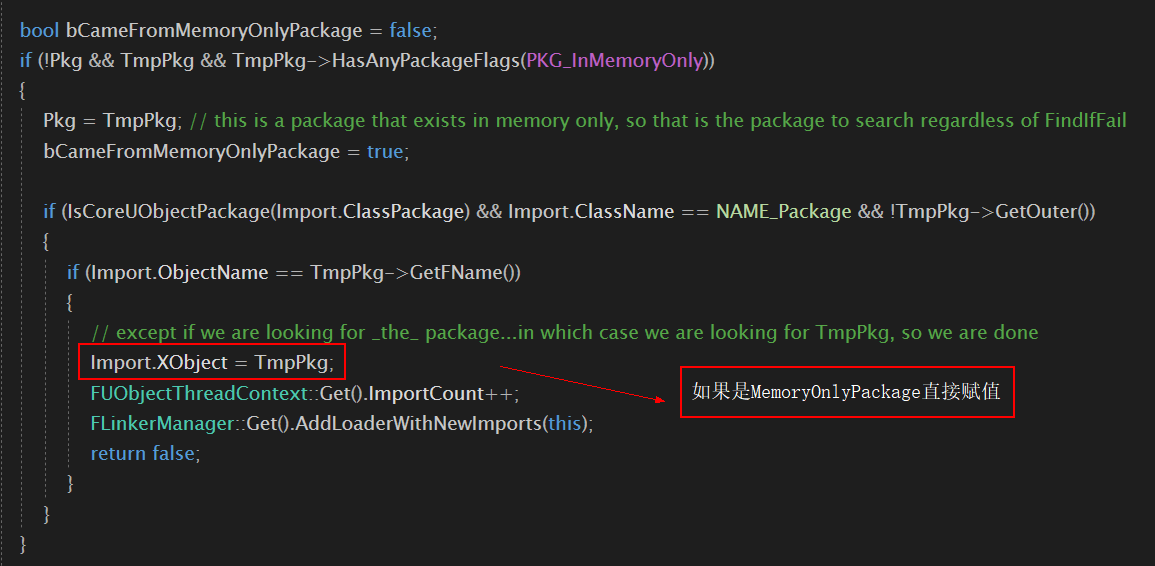 bool bCameFromMemoryOnlyPackage = false;
if (!Pkg && TmpPkg && TmpPkg->HasAnyPackageFlags(PKG_InMemoryOnly))
{
Pkg = TmpPkg; // this is a package that exists in memory only, so that is the package to search regardless of FindIfFail
bCameFromMemoryOnlyPackage = true;
if (IsCoreUObjectPackage(Import.ClassPackage) && Import.ClassName == NAME_Package && !TmpPkg->GetOuter())
{
if (Import.ObjectName == TmpPkg->GetFName())
{
// except if we are looking for _the_ package...in which case we are looking for TmpPkg, so we are done
Import.XObject = TmpPkg;
FUObjectThreadContext::Get().ImportCount++;
FLinkerManager::Get().AddLoaderWithNewImports(this);
return false;
}
}
}
如果是MemoryOnlyPackage直接赋值